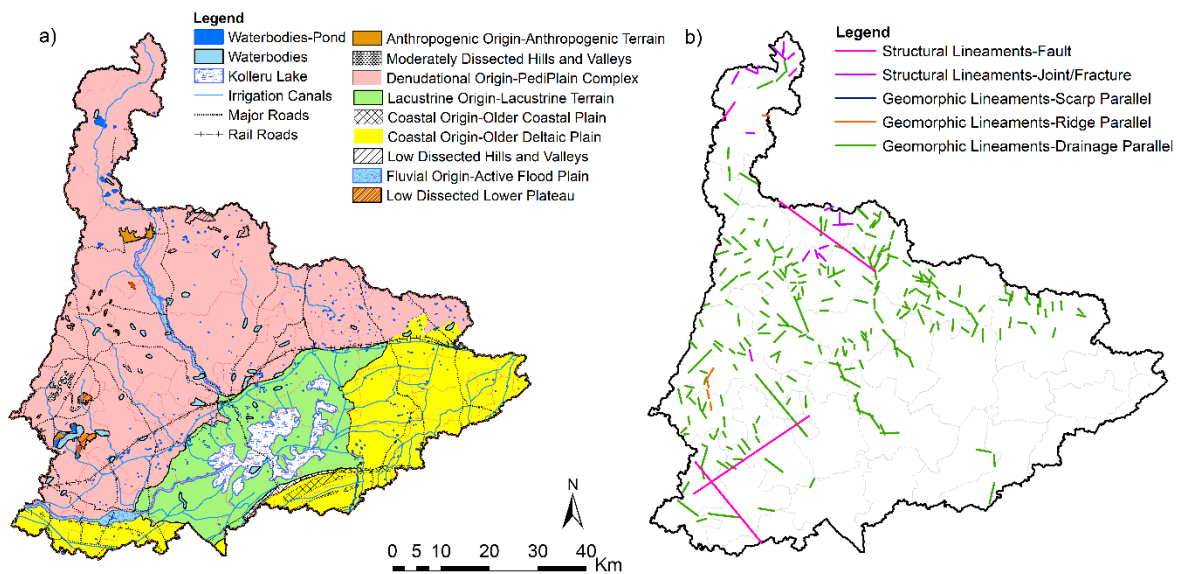 a)
Legend
Waterbodies-Pond
Waterbodies
Kolleru Lake
Irrigation Canals
Major Roads
Rail Roads
Anthropogenic Origin-Anthropogenic Terrain
Moderately Dissected Hills and Valleys
Denudational Origin-PediPlain Complex
Lacustrine Origin-Lacustrine Terrain
Coastal Origin-Older Coastal Plain
Coastal Origin-Older Deltaic Plain
Low Dissected Hills and Valleys
Fluvial Origin-Active Flood Plain
Low Dissected Lower Plateau
N
0 5 10 20 30 40
Km
b)
Legend
Structural Lineaments-Fault
Structural Lineaments-Joint/Fracture
Geomorphic Lineaments-Scarp Parallel
Geomorphic Lineaments-Ridge Parallel
Geomorphic Lineaments-Drainage Parallel